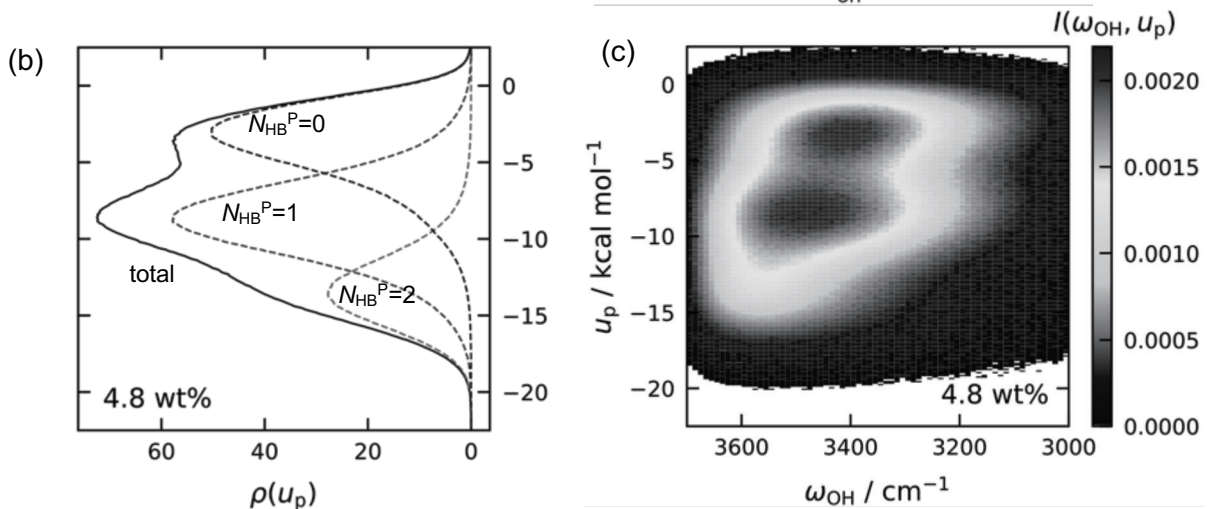 (b)
0
−5
−10
−15
−20
N_HB^P=0
N_HB^P=1
N_HB^P=2
total
4.8 wt%
60 40 20 0
ρ(u_p)
OH
(c)
I(ω_OH, u_p)
u_p / kcal mol⁻¹
0
−5
−10
−15
−20
4.8 wt%
3600 3400 3200 3000
ω_OH / cm⁻¹
0.0020
0.0015
0.0010
0.0005
0.0000